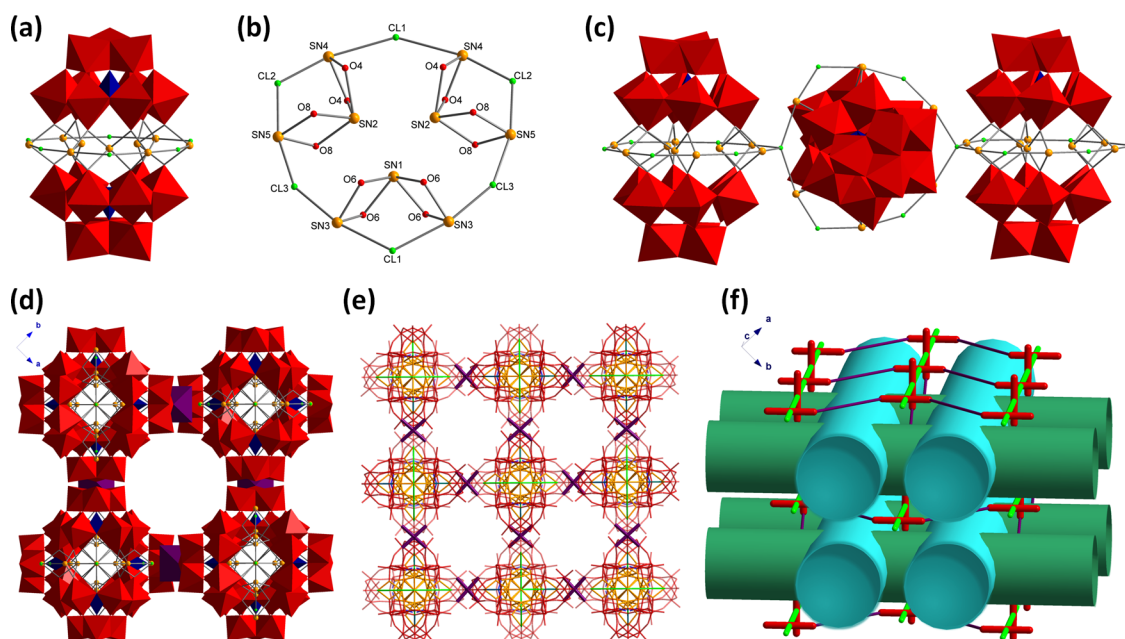 (a)
(b)
CL1
SN4
SN4
CL2
O4
O4
CL2
O4
O4
O8
O8
SN5
SN2
SN2
SN5
O8
O8
CL3
SN1
CL3
O6
O6
SN3
O6
O6
SN3
CL1
(c)
(d)
b
a
(e)
(f)
a
c
b